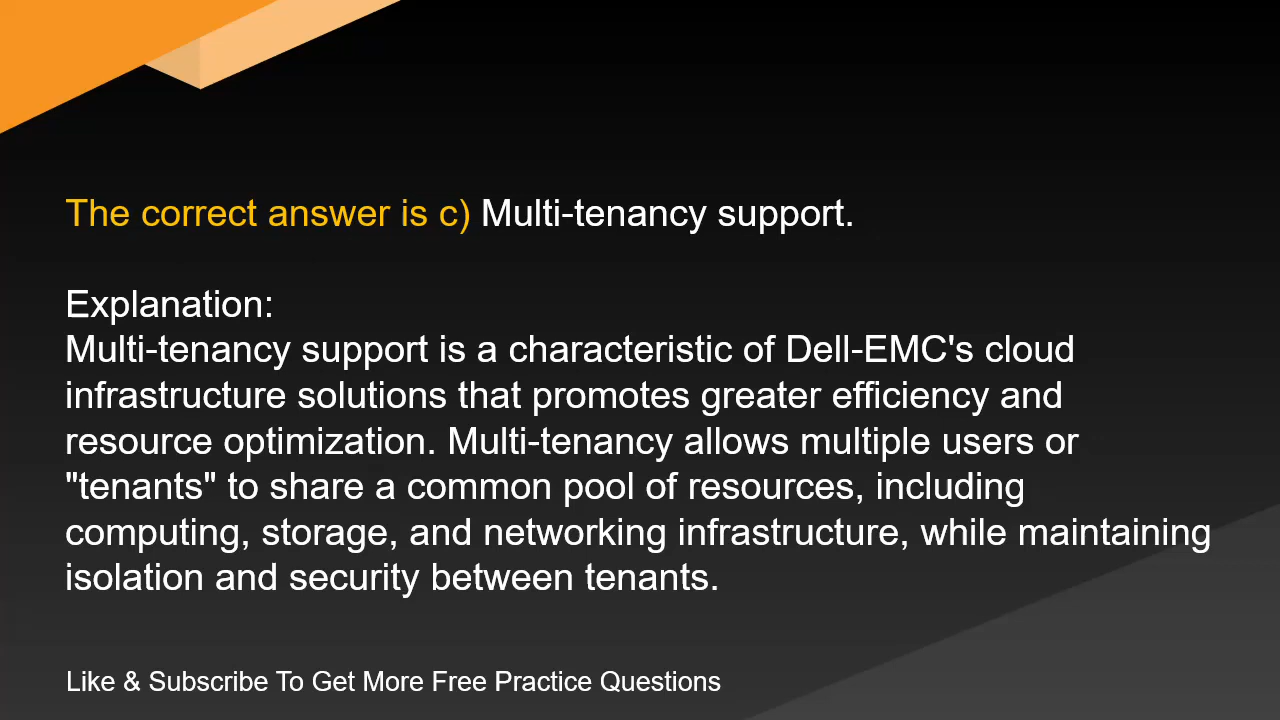 The correct answer is c) Multi-tenancy support.
Explanation:
Multi-tenancy support is a characteristic of Dell-EMC's cloud
infrastructure solutions that promotes greater efficiency and
resource optimization. Multi-tenancy allows multiple users or
"tenants" to share a common pool of resources, including
computing, storage, and networking infrastructure, while maintaining
isolation and security between tenants.
Like & Subscribe To Get More Free Practice Questions